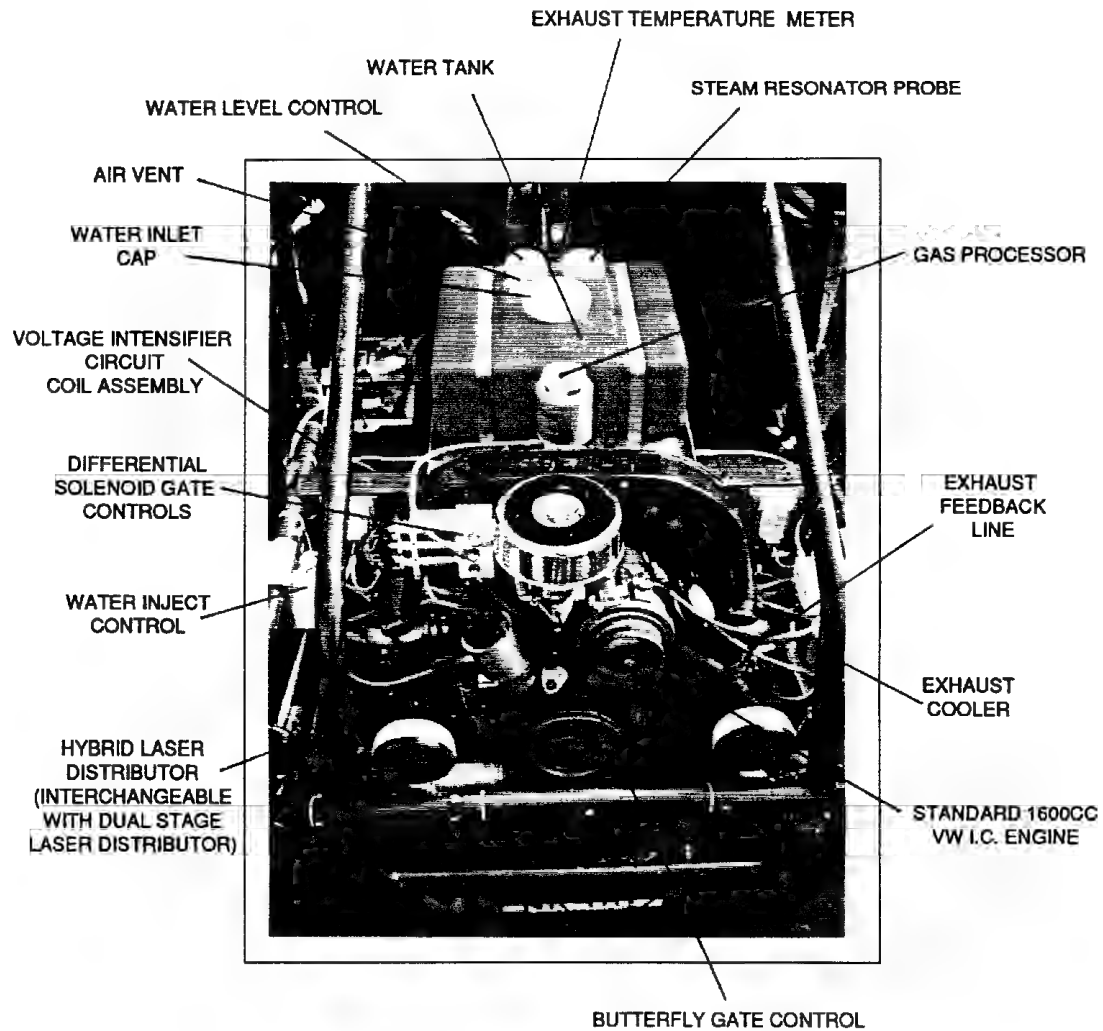 EXHAUST TEMPERATURE METER
WATER TANK
STEAM RESONATOR PROBE
WATER LEVEL CONTROL
AIR VENT
WATER INLET
CAP
GAS PROCESSOR
VOLTAGE INTENSIFIER
CIRCUIT
COIL ASSEMBLY
DIFFERENTIAL
SOLENOID GATE
CONTROLS
EXHAUST
FEEDBACK
LINE
WATER INJECT
CONTROL
EXHAUST
COOLER
HYBRID LASER
DISTRIBUTOR
(INTERCHANGEABLE
WITH DUAL STAGE
LASER DISTRIBUTOR)
STANDARD 1600CC
VW I.C. ENGINE
BUTTERFLY GATE CONTROL